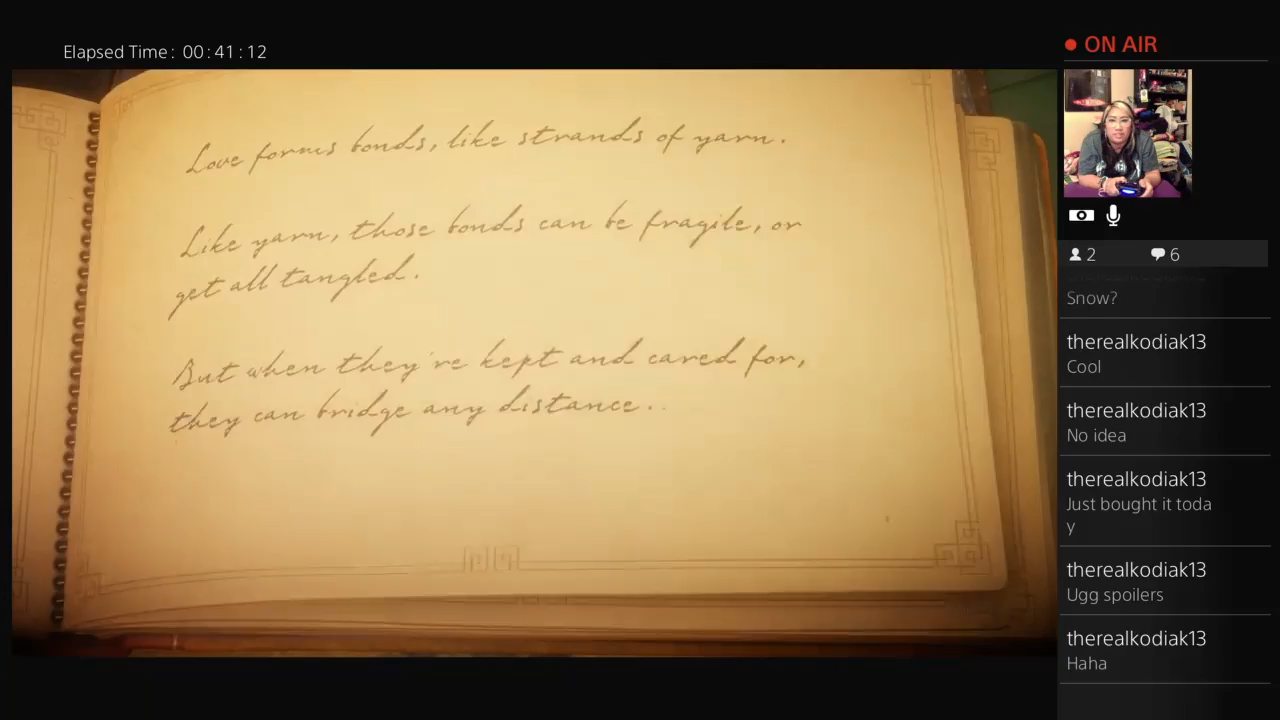 Elapsed Time: 00:41:12
ON AIR
Love forms bonds, like strands of yarn.
Like yarn, those bonds can be fragile, or
get all tangled.
But when they're kept and cared for,
they can bridge any distance..
2
6
Snow?
therealkodiak13
Cool
therealkodiak13
No idea
therealkodiak13
Just bought it toda
y
therealkodiak13
Ugg spoilers
therealkodiak13
Haha